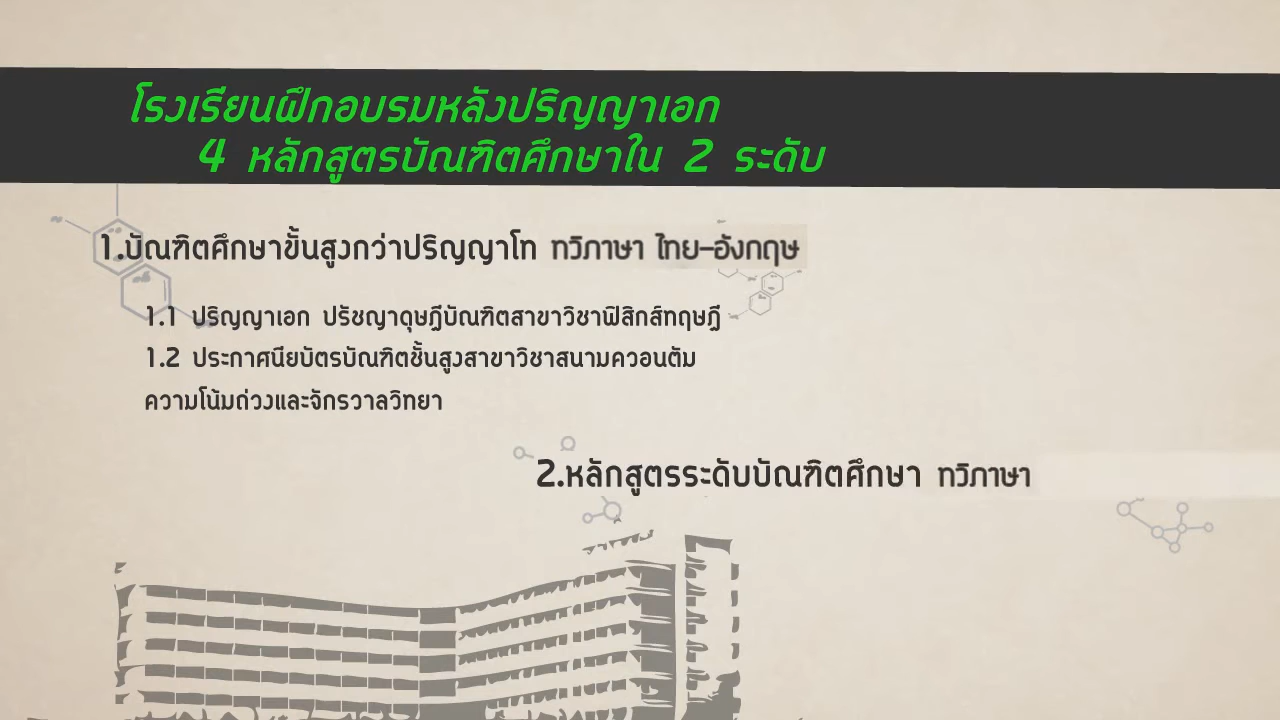 โรงเรียนฝึกอบรมหลังปริญญาเอก
4 หลักสูตรบัณฑิตศึกษาใน 2 ระดับ
1.บัณฑิตศึกษาขั้นสูงกว่าปริญญาโท ทวิภาษา ไทย-อังกฤษ
1.1 ปริญญาเอก ปรัชญาดุษฎีบัณฑิตสาขาวิชาฟิสิกส์ทฤษฎี
1.2 ประกาศนียบัตรบัณฑิตชั้นสูงสาขาวิชาสนามควอนตัม
ความโน้มถ่วงและจักรวาลวิทยา
2.หลักสูตรระดับบัณฑิตศึกษา ทวิภาษา